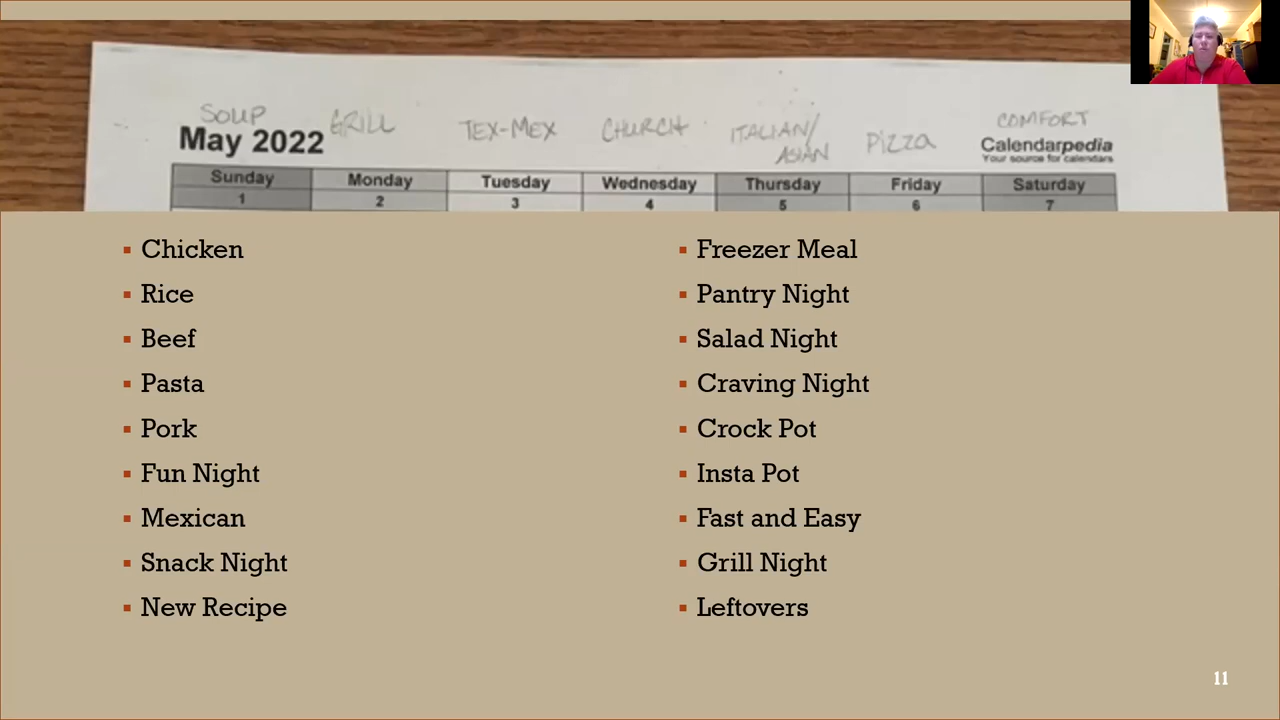 SOUP GRILL TEX-MEX CHURCH ITALIAN/ ASIAN PIZZA COMFORT
May 2022
Calendarpedia
Your source for calendars
Sunday Monday Tuesday Wednesday Thursday Friday Saturday
1 2 3 4 5 6 7
Chicken
Rice
Beef
Pasta
Pork
Fun Night
Mexican
Snack Night
New Recipe
Freezer Meal
Pantry Night
Salad Night
Craving Night
Crock Pot
Insta Pot
Fast and Easy
Grill Night
Leftovers
11